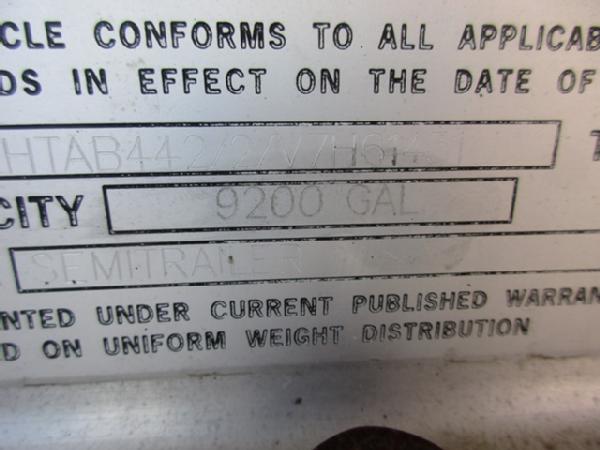 CLE CONFORMS TO ALL APPLICAB
DS IN EFFECT ON THE DATE OF
CITY 9200 GAL
SEMITRAILER
NTED UNDER CURRENT PUBLISHED WARRAN
D ON UNIFORM WEIGHT DISTRIBUTION